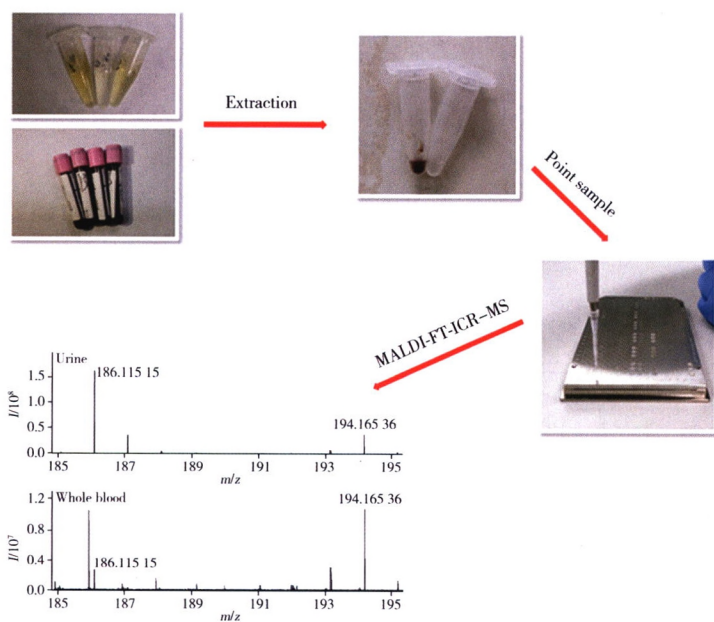 Extraction
Point sample
MALDI-FT-ICR-MS
Urine
186.115 15
194.165 36
I/10⁸
1.5
1.0
0.5
0.0
185 187 189 191 193 195
m/z
Whole blood
194.165 36
186.115 15
I/10⁷
1.2
0.8
0.4
0.0
185 187 189 191 193 195
m/z